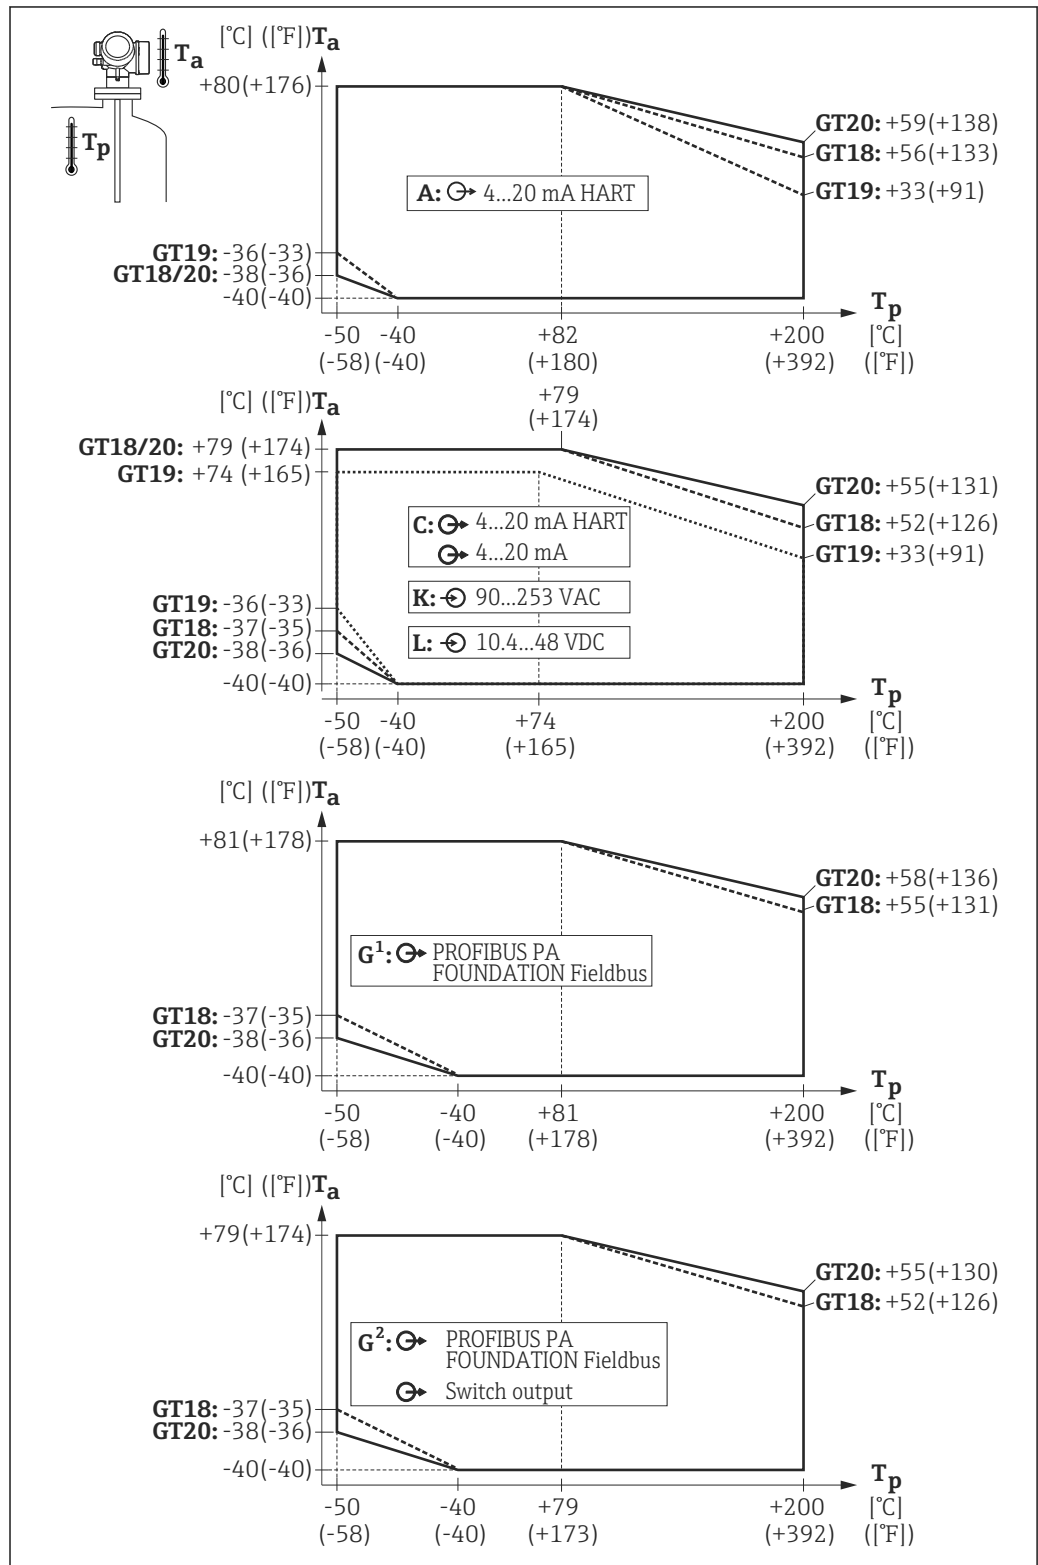 [°C] ([°F])Ta
Ta
+80(+176)
Tp
GT20: +59(+138)
GT18: +56(+133)
A: 4...20 mA HART
GT19: +33(+91)
GT19: -36(-33)
GT18/20: -38(-36)
-40(-40)
Tp
-50 -40 +82 +200 [°C]
(-58) (-40) (+180) (+392) ([°F])
[°C] ([°F])Ta
+79
(+174)
GT18/20: +79 (+174)
GT19: +74 (+165)
GT20: +55(+131)
GT18: +52(+126)
C: 4...20 mA HART
4...20 mA
GT19: +33(+91)
K: 90...253 VAC
GT19: -36(-33)
GT18: -37(-35)
L: 10.4...48 VDC
GT20: -38(-36)
-40(-40)
Tp
-50 -40 +74 +200 [°C]
(-58) (-40) (+165) (+392) ([°F])
[°C] ([°F])Ta
+81(+178)
GT20: +58(+136)
GT18: +55(+131)
G1: PROFIBUS PA
FOUNDATION Fieldbus
GT18: -37(-35)
GT20: -38(-36)
-40(-40)
Tp
-50 -40 +81 +200 [°C]
(-58) (-40) (+178) (+392) ([°F])
[°C] ([°F])Ta
+79(+174)
GT20: +55(+130)
GT18: +52(+126)
G2: PROFIBUS PA
FOUNDATION Fieldbus
Switch output
GT18: -37(-35)
GT20: -38(-36)
-40(-40)
Tp
-50 -40 +79 +200 [°C]
(-58) (-40) (+173) (+392) ([°F])